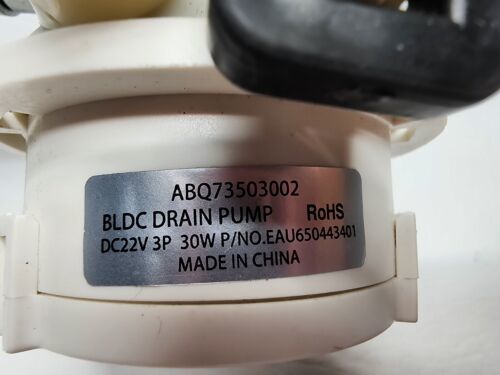 ABQ73503002
BLDC DRAIN PUMP RoHS
DC22V 3P 30W P/NO.EAU650443401
MADE IN CHINA